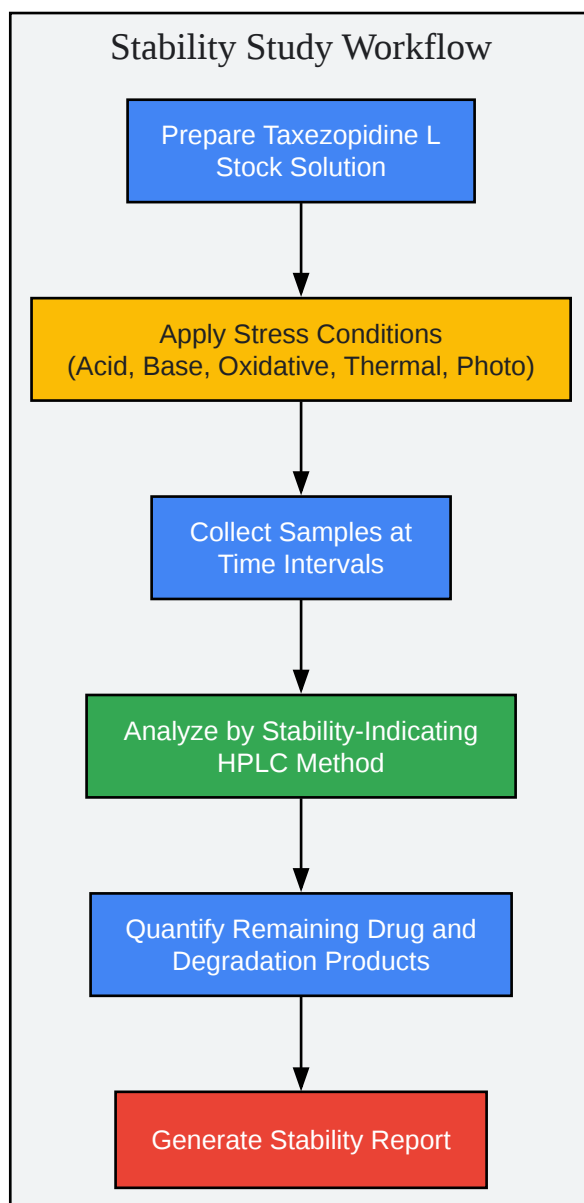 Stability Study Workflow
Prepare Taxezopidine L
Stock Solution
Apply Stress Conditions
(Acid, Base, Oxidative, Thermal, Photo)
Collect Samples at
Time Intervals
Analyze by Stability-Indicating
HPLC Method
Quantify Remaining Drug and
Degradation Products
Generate Stability Report